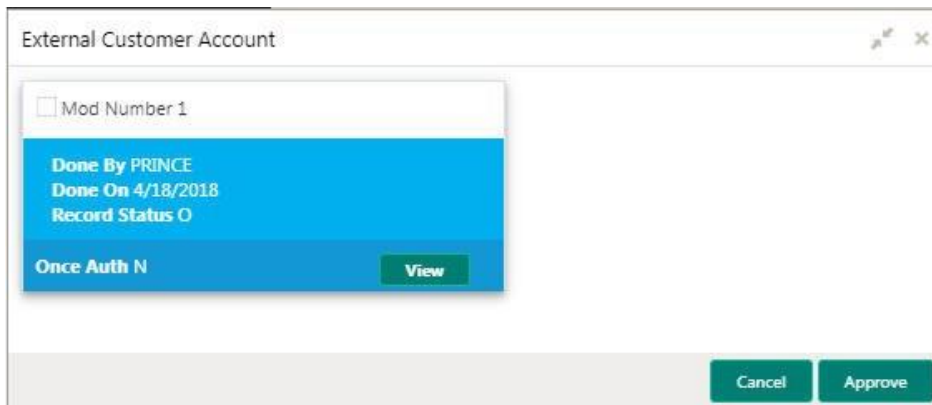 External Customer Account
Mod Number 1
Done By PRINCE
Done On 4/18/2018
Record Status O
Once Auth N
View
Cancel
Approve